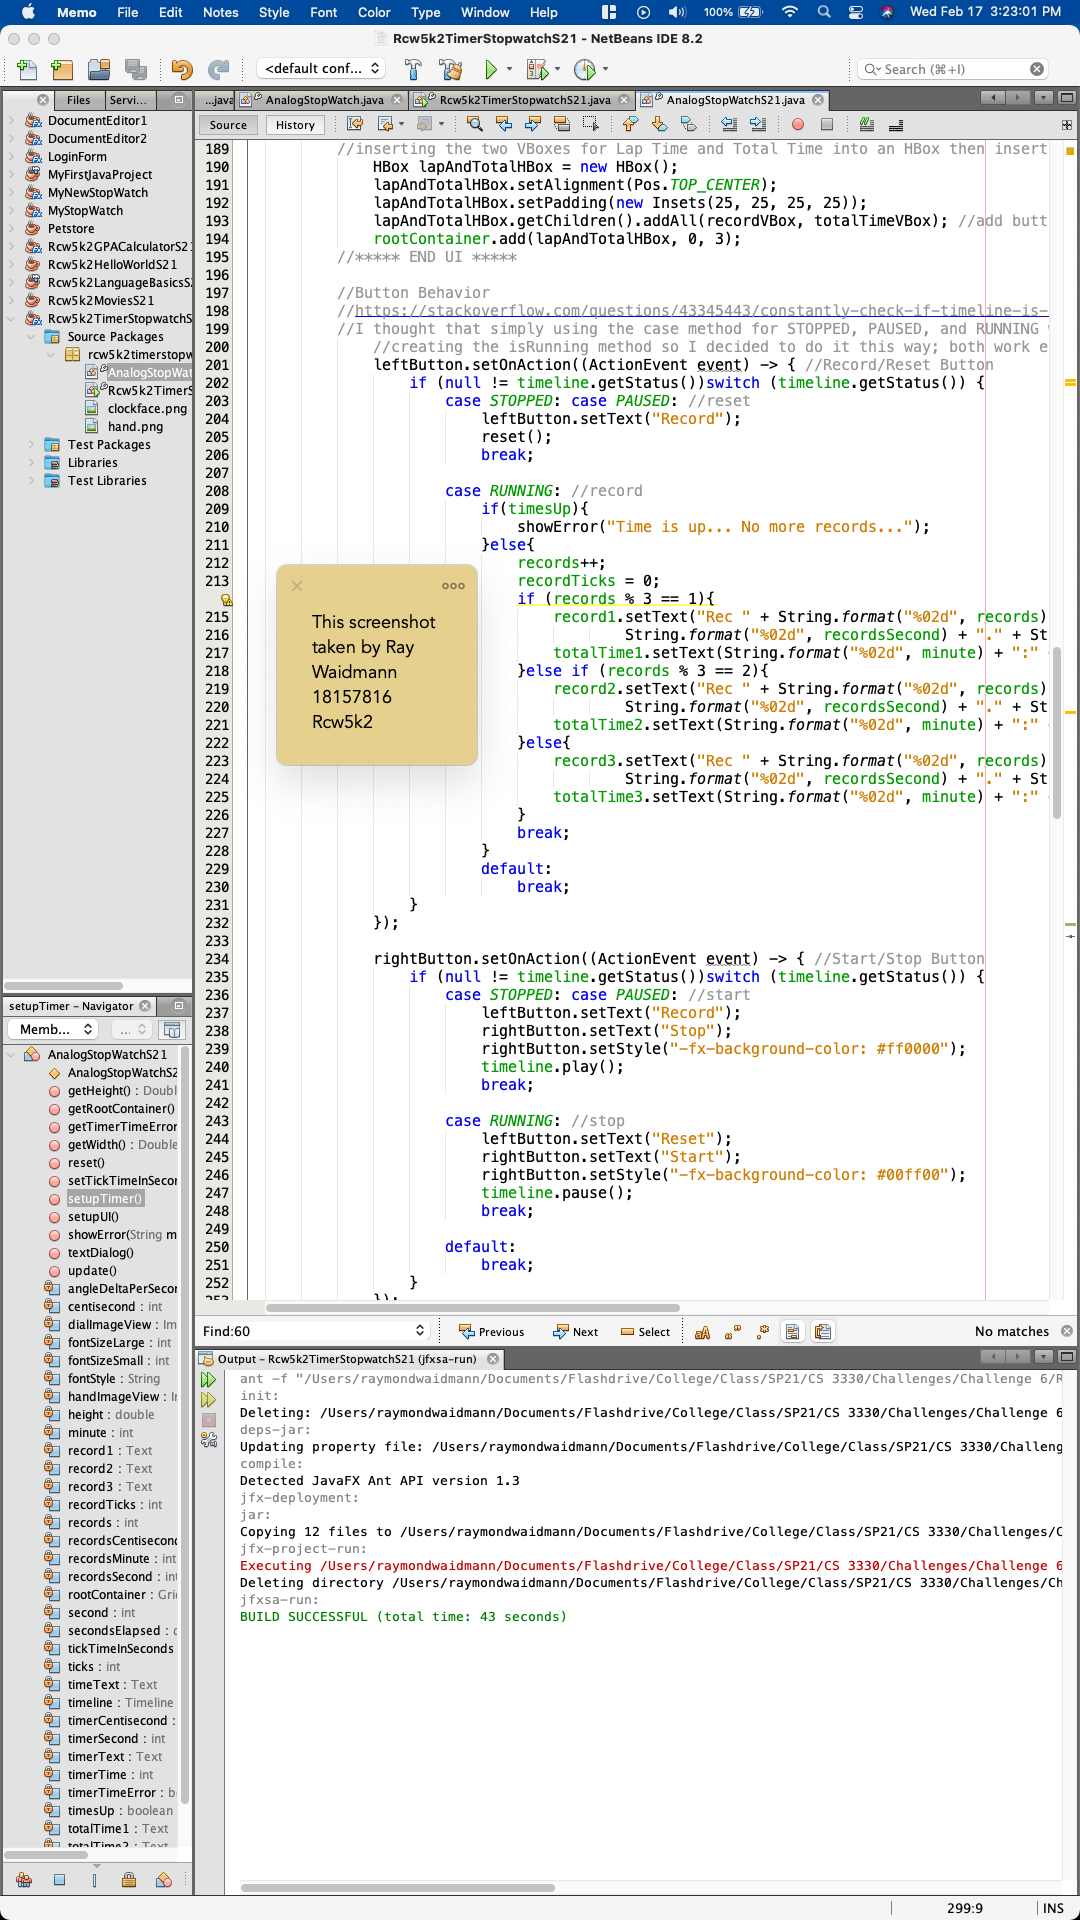 Memo File Edit Notes Style Font Color Type Window Help 100% Wed Feb 17 3:23:01 PM
Rcw5k2TimerStopwatchS21 - NetBeans IDE 8.2
<default conf... Search (⌘+I)
Files Servi... ...java AnalogStopWatch.java Rcw5k2TimerStopwatchS21.java AnalogStopWatchS21.java
Source History
DocumentEditor1
DocumentEditor2
LoginForm
MyFirstJavaProject
MyNewStopWatch
MyStopWatch
Petstore
Rcw5k2GPACalculatorS21
Rcw5k2HelloWorldS21
Rcw5k2LanguageBasicsS
Rcw5k2MoviesS21
Rcw5k2TimerStopwatchS
Source Packages
rcw5k2timerstopw
AnalogStopWat
Rcw5k2TimerS
clockface.png
hand.png
Test Packages
Libraries
Test Libraries
189 //inserting the two VBoxes for Lap Time and Total Time into an HBox then insert
190 HBox lapAndTotalHBox = new HBox();
191 lapAndTotalHBox.setAlignment(Pos.TOP_CENTER);
192 lapAndTotalHBox.setPadding(new Insets(25, 25, 25, 25));
193 lapAndTotalHBox.getChildren().addAll(recordVBox, totalTimeVBox); //add butt
194 rootContainer.add(lapAndTotalHBox, 0, 3);
195 //***** END UI *****
196
197 //Button Behavior
198 //https://stackoverflow.com/questions/43345443/constantly-check-if-timeline-is-
199 //I thought that simply using the case method for STOPPED, PAUSED, and RUNNING
200 //creating the isRunning method so I decided to do it this way; both work e
201 leftButton.setOnAction((ActionEvent event) -> { //Record/Reset Button
202 if (null != timeline.getStatus())switch (timeline.getStatus()) {
203 case STOPPED: case PAUSED: //reset
204 leftButton.setText("Record");
205 reset();
206 break;
207
208 case RUNNING: //record
209 if(timesUp){
210 showError("Time is up... No more records...");
211 }else{
212 records++;
213 recordTicks = 0;
if (records % 3 == 1){
215 record1.setText("Rec " + String.format("%02d", records)
216 String.format("%02d", recordsSecond) + "." + St
217 totalTime1.setText(String.format("%02d", minute) + ":"
218 }else if (records % 3 == 2){
219 record2.setText("Rec " + String.format("%02d", records)
220 String.format("%02d", recordsSecond) + "." + St
221 totalTime2.setText(String.format("%02d", minute) + ":"
222 }else{
223 record3.setText("Rec " + String.format("%02d", records)
224 String.format("%02d", recordsSecond) + "." + St
225 totalTime3.setText(String.format("%02d", minute) + ":"
226 }
227 break;
228 }
229 default:
230 break;
231 }
232 });
233
234 rightButton.setOnAction((ActionEvent event) -> { //Start/Stop Button
235 if (null != timeline.getStatus())switch (timeline.getStatus()) {
236 case STOPPED: case PAUSED: //start
237 leftButton.setText("Record");
238 rightButton.setText("Stop");
239 rightButton.setStyle("-fx-background-color: #ff0000");
240 timeline.play();
241 break;
242
243 case RUNNING: //stop
244 leftButton.setText("Reset");
245 rightButton.setText("Start");
246 rightButton.setStyle("-fx-background-color: #00ff00");
247 timeline.pause();
248 break;
249
250 default:
251 break;
252 }
253 });
This screenshot
taken by Ray
Waidmann
18157816
Rcw5k2
setupTimer - Navigator
Memb... ...
AnalogStopWatchS21
AnalogStopWatchS2
getHeight() : Doubl
getRootContainer()
getTimerTimeError
getWidth() : Double
reset()
setTickTimeInSecor
setupTimer()
setupUI()
showError(String m
textDialog()
update()
angleDeltaPerSecor
centisecond : int
dialImageView : Im
fontSizeLarge : int
fontSizeSmall : int
fontStyle : String
handImageView : I
height : double
minute : int
record1 : Text
record2 : Text
record3 : Text
recordTicks : int
records : int
recordsCentisecond
recordsMinute : int
recordsSecond : int
rootContainer : Gri
second : int
secondsElapsed : d
tickTimeInSeconds
ticks : int
timeText : Text
timeline : Timeline
timerCentisecond :
timerSecond : int
timerText : Text
timerTime : int
timerTimeError : b
timesUp : boolean
totalTime1 : Text
totalTime2 : Text
Find:60 Previous Next Select aA No matches
Output - Rcw5k2TimerStopwatchS21 (jfxsa-run)
ant -f "/Users/raymondwaidmann/Documents/Flashdrive/College/Class/SP21/CS 3330/Challenges/Challenge 6/R
init:
Deleting: /Users/raymondwaidmann/Documents/Flashdrive/College/Class/SP21/CS 3330/Challenges/Challenge 6
deps-jar:
Updating property file: /Users/raymondwaidmann/Documents/Flashdrive/College/Class/SP21/CS 3330/Challeng
compile:
Detected JavaFX Ant API version 1.3
jfx-deployment:
jar:
Copying 12 files to /Users/raymondwaidmann/Documents/Flashdrive/College/Class/SP21/CS 3330/Challenges/C
jfx-project-run:
Executing /Users/raymondwaidmann/Documents/Flashdrive/College/Class/SP21/CS 3330/Challenges/Challenge 6
Deleting directory /Users/raymondwaidmann/Documents/Flashdrive/College/Class/SP21/CS 3330/Challenges/Ch
jfxsa-run:
BUILD SUCCESSFUL (total time: 43 seconds)
299:9 INS